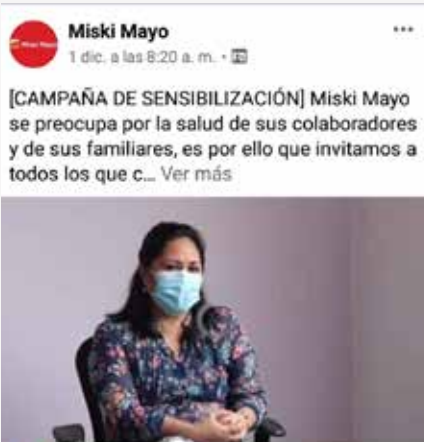 Miski Mayo
1 dic. a las 8:20 a. m. ·
[CAMPAÑA DE SENSIBILIZACIÓN] Miski Mayo
se preocupa por la salud de sus colaboradores
y de sus familiares, es por ello que invitamos a
todos los que c... Ver más